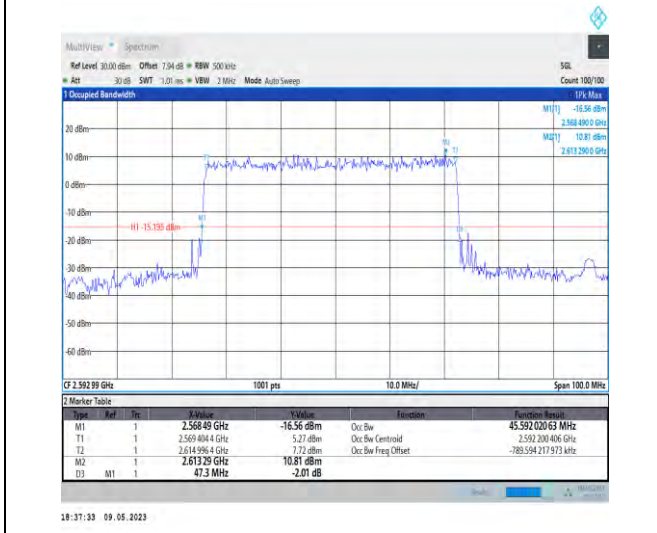 MultiView Spectrum
Ref Level 30.00 dBm Offset 7.94 dB RBW 500 kHz SGL
Att 30 dB SWT 1.01 ms VBW 2 MHz Mode Auto Sweep Count 100/100
1 Occupied Bandwidth 1Pk Max
M1[1] -16.56 dBm
2.568 490 0 GHz
M2[1] 10.81 dBm
2.613 290 0 GHz
20 dBm
M2
10 dBm
T1
T2
0 dBm
-10 dBm
M1
H1 -15.195 dBm
D3
-20 dBm
-30 dBm
-40 dBm
-50 dBm
-60 dBm
CF 2.592 99 GHz 1001 pts 10.0 MHz/ Span 100.0 MHz
2 Marker Table
Type Ref Trc X-Value Y-Value Function Function Result
M1 1 2.568 49 GHz -16.56 dBm Occ Bw 45.592 020 63 MHz
T1 1 2.569 404 4 GHz 5.27 dBm Occ Bw Centroid 2.592 200 406 GHz
T2 1 2.614 996 4 GHz 7.72 dBm Occ Bw Freq Offset -789.594 217 973 kHz
M2 1 2.613 29 GHz 10.81 dBm
D3 M1 1 47.3 MHz -2.01 dB
Ready
18:37:33 09.05.2023